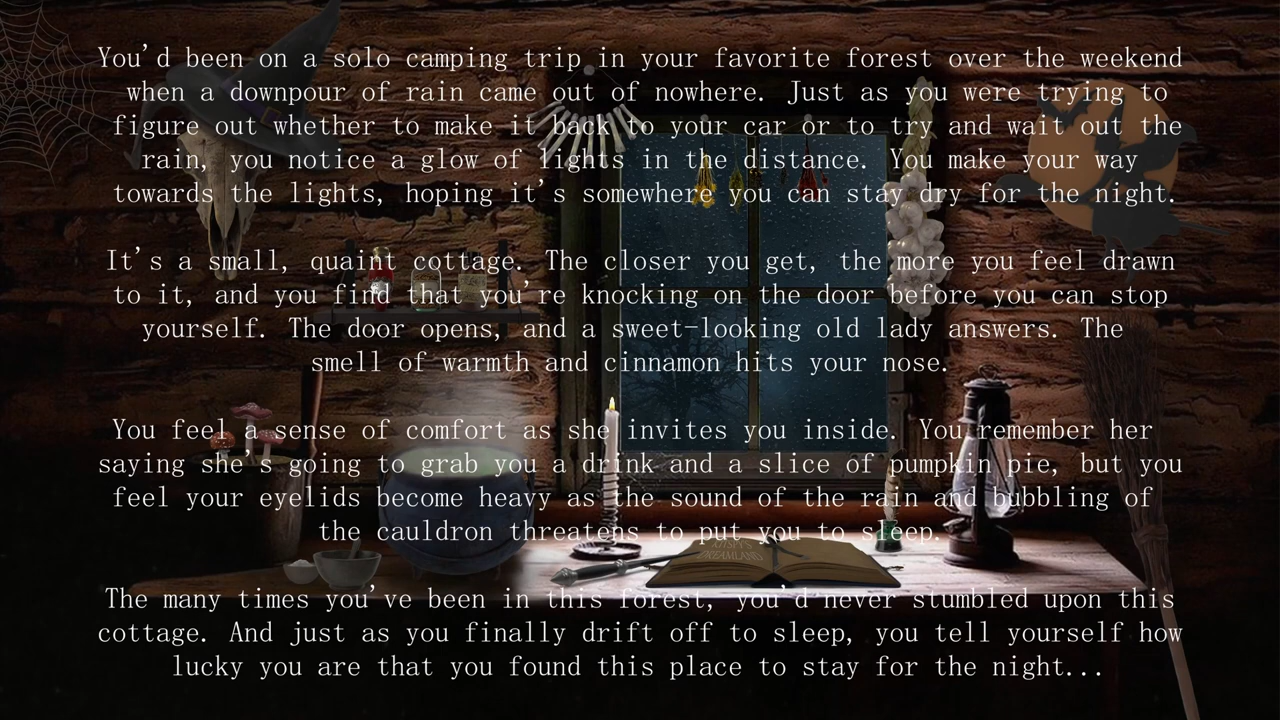 You'd been on a solo camping trip in your favorite forest over the weekend
when a downpour of rain came out of nowhere. Just as you were trying to
figure out whether to make it back to your car or to try and wait out the
rain, you notice a glow of lights in the distance. You make your way
towards the lights, hoping it's somewhere you can stay dry for the night.
It's a small, quaint cottage. The closer you get, the more you feel drawn
to it, and you find that you're knocking on the door before you can stop
yourself. The door opens, and a sweet-looking old lady answers. The
smell of warmth and cinnamon hits your nose.
You feel a sense of comfort as she invites you inside. You remember her
saying she's going to grab you a drink and a slice of pumpkin pie, but you
feel your eyelids become heavy as the sound of the rain and bubbling of
the cauldron threatens to put you to sleep.
DREAMLAND
The many times you've been in this forest, you'd never stumbled upon this
cottage. And just as you finally drift off to sleep, you tell yourself how
lucky you are that you found this place to stay for the night...